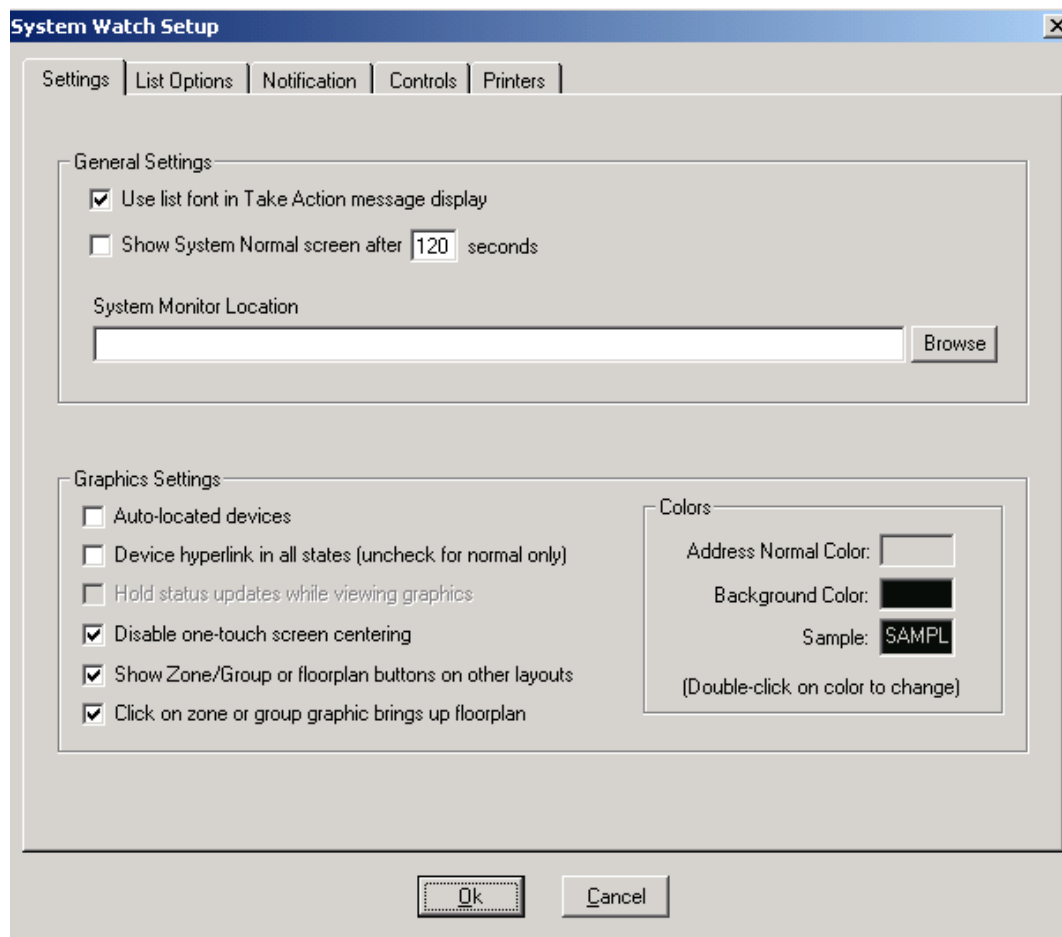 System Watch Setup
Settings List Options Notification Controls Printers
General Settings
Use list font in Take Action message display
Show System Normal screen after 120 seconds
System Monitor Location
Browse
Graphics Settings
Auto-located devices
Device hyperlink in all states (uncheck for normal only)
Hold status updates while viewing graphics
Disable one-touch screen centering
Show Zone/Group or floorplan buttons on other layouts
Click on zone or group graphic brings up floorplan
Colors
Address Normal Color:
Background Color:
Sample: SAMPL
(Double-click on color to change)
Ok Cancel